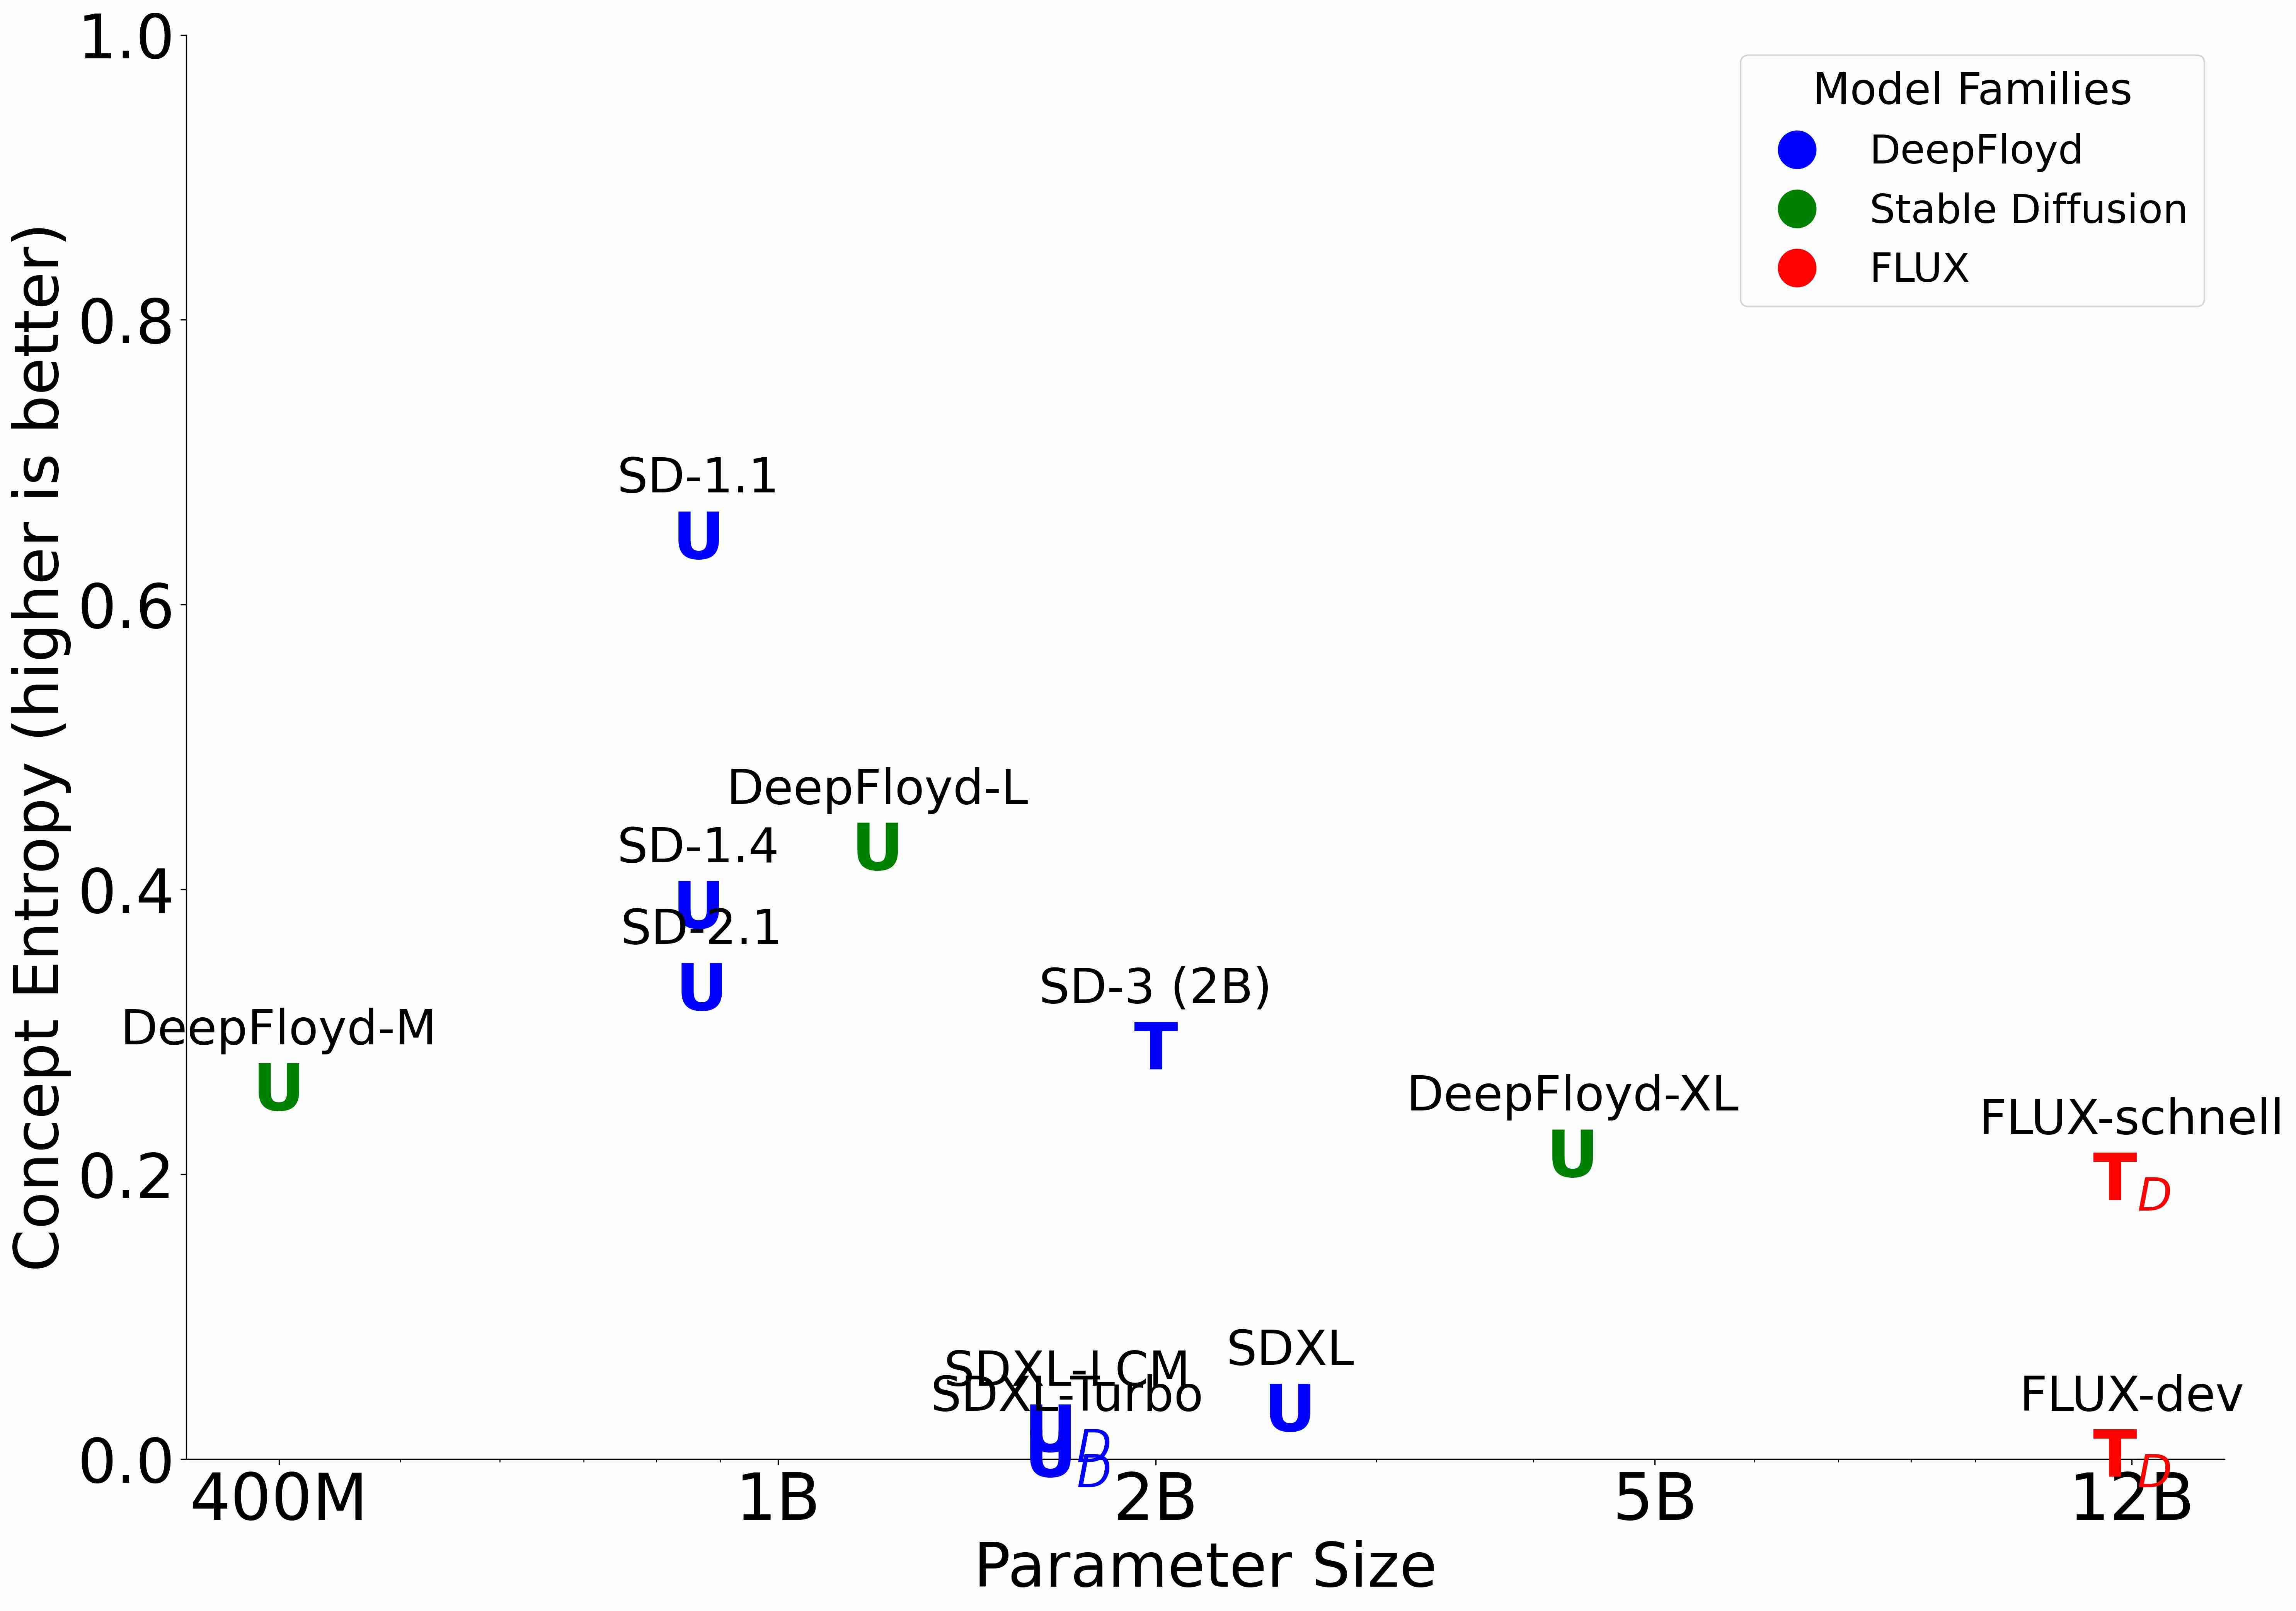 Concept Entropy (higher is better)
1.0
0.8
0.6
0.4
0.2
0.0
Model Families
DeepFloyd
Stable Diffusion
FLUX
SD-1.1
U
DeepFloyd-L
U
SD-1.4
U
SD-2.1
U
SD-3 (2B)
T
DeepFloyd-M
U
DeepFloyd-XL
U
FLUX-schnell
T D
SDXL
U
SDXL-LCM
U D
SDXL-Turbo
U D
FLUX-dev
T D
400M 1B 2B 5B 12B
Parameter Size